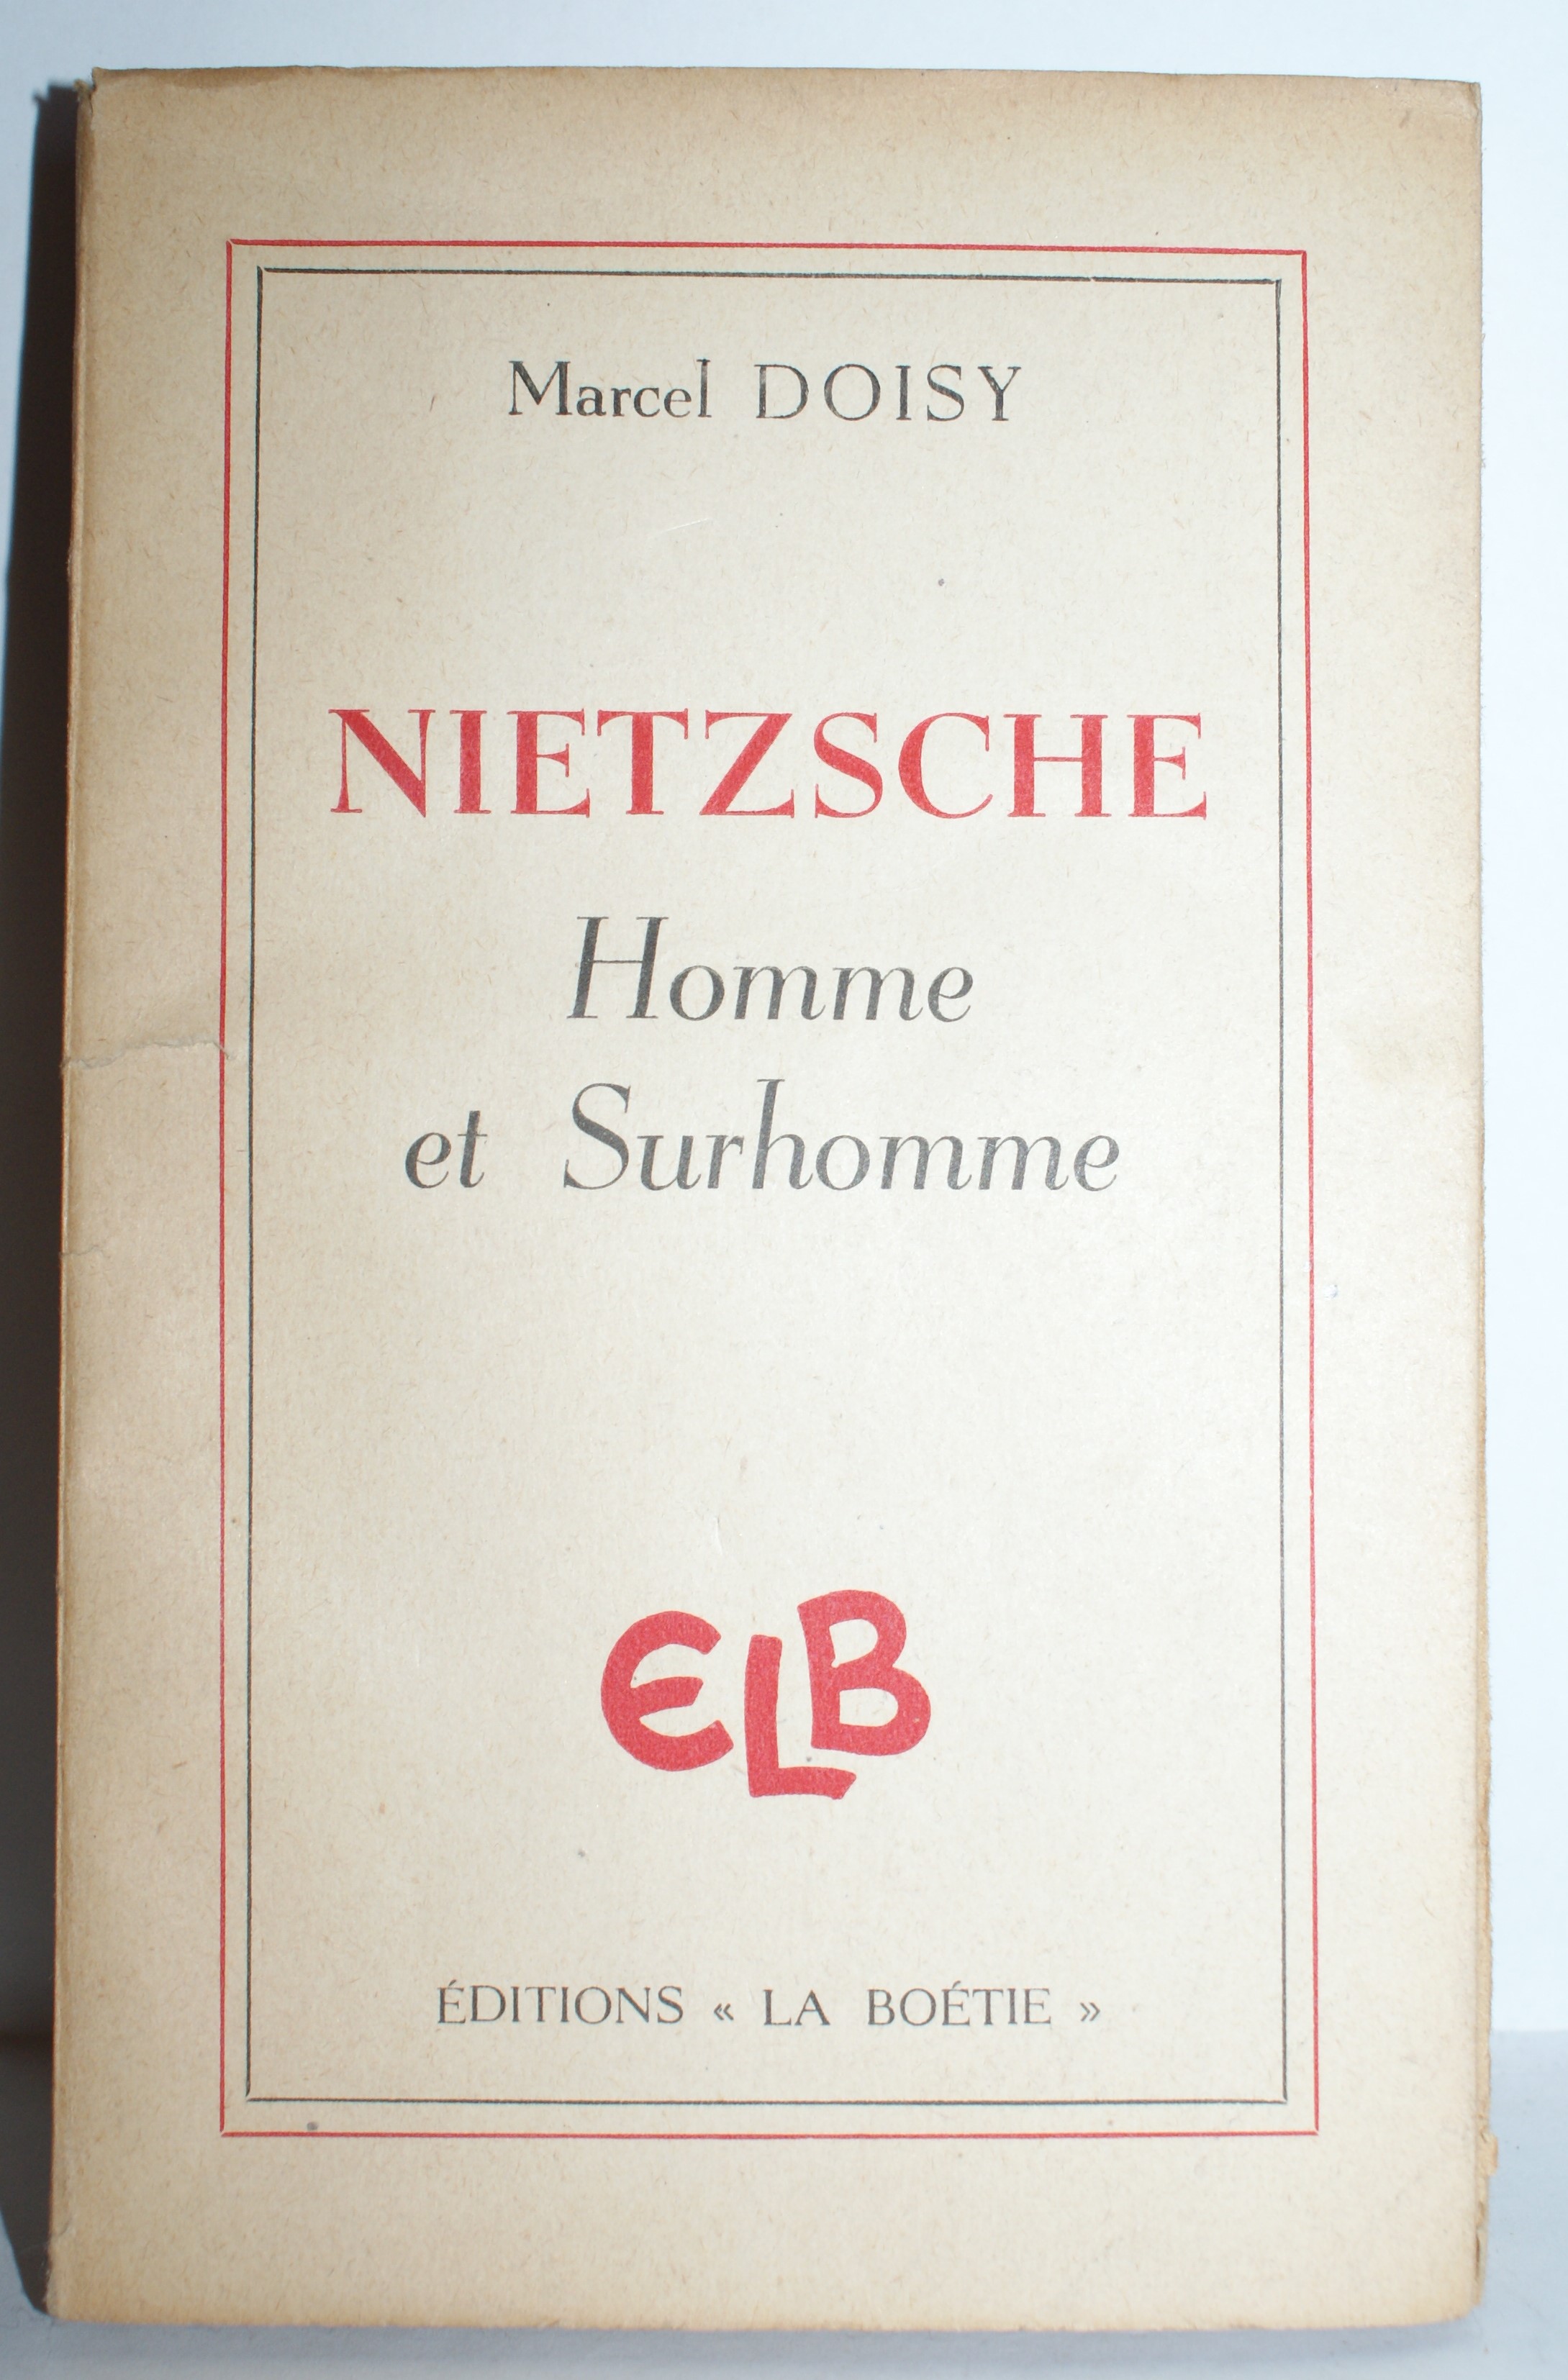 Marcel DOISY
NIETZSCHE
Homme
et Surhomme
ELB
ÉDITIONS « LA BOÉTIE »